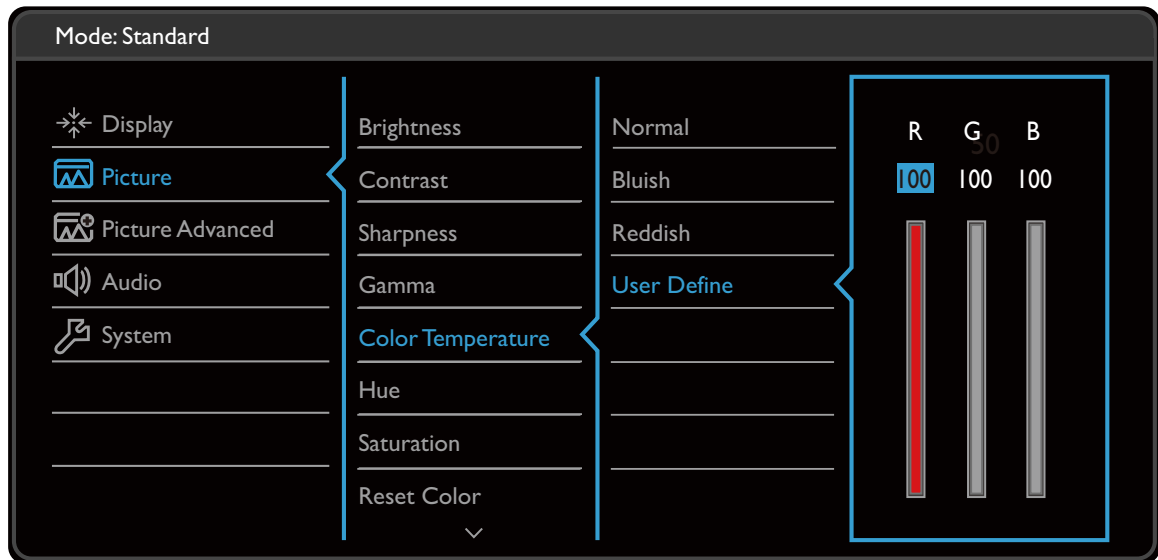 Mode: Standard
Display
Picture
Picture Advanced
Audio
System
Brightness
Contrast
Sharpness
Gamma
Color Temperature
Hue
Saturation
Reset Color
Normal
Bluish
Reddish
User Define
R G B
50
100 100 100